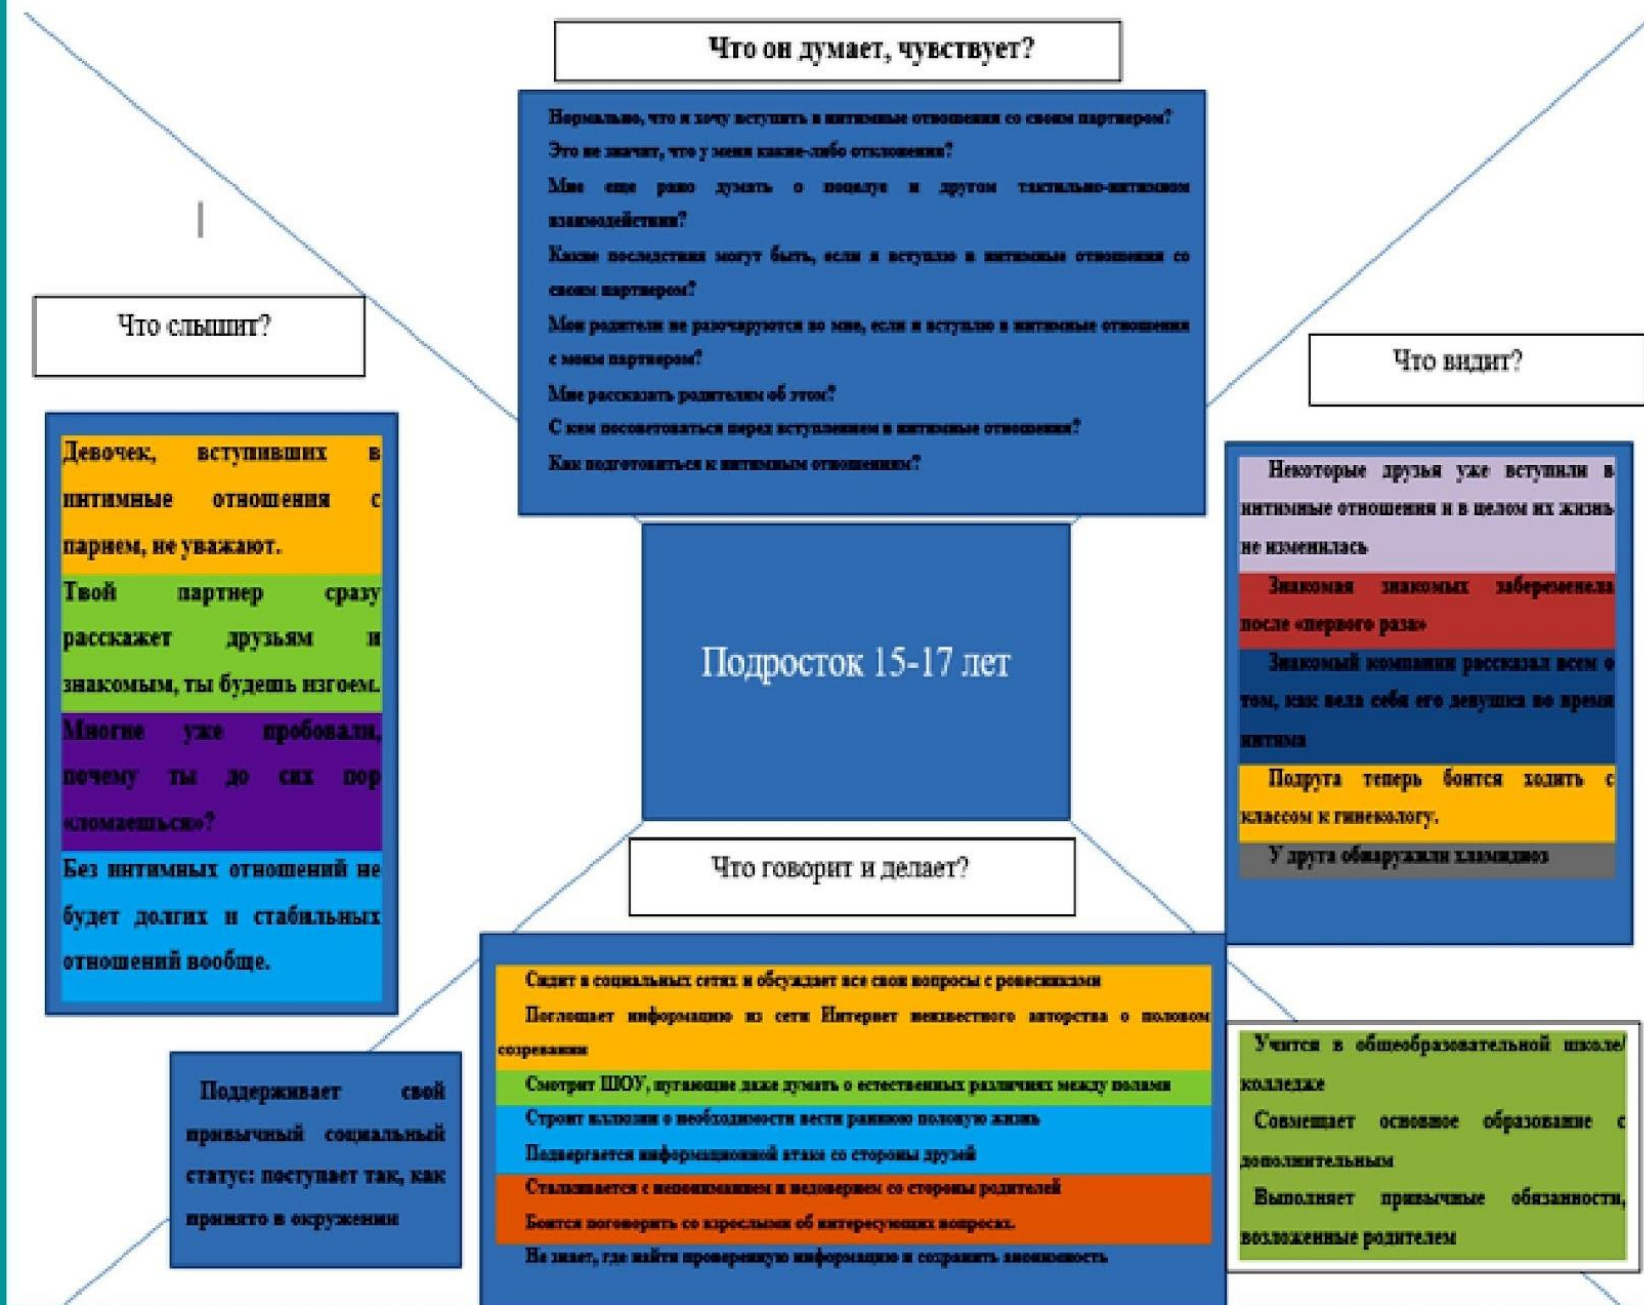 Что он думает, чувствует?
Нормально, что я хочу вступить в интимные отношения со своим партнером?
Это не значит, что у меня какие-либо отклонения?
Мне еще рано думать о поцелуе и другом тактильно-интимном
взаимодействии?
Какие последствия могут быть, если я вступлю в интимные отношения со
своим партнером?
Мои родители не разочаруются во мне, если я вступлю в интимные отношения
с моим партнером?
Мне рассказать родителям об этом?
С кем посоветоваться перед вступлением в интимные отношения?
Как подготовиться к интимным отношениям?
Что слышит?
Девочек, вступивших в
интимные отношения с
парнем, не уважают.
Твой партнер сразу
расскажет друзьям и
знакомым, ты будешь изгоем.
Многие уже пробовали,
почему ты до сих пор
«ломаешься»?
Без интимных отношений не
будет долгих и стабильных
отношений вообще.
Что видит?
Некоторые друзья уже вступили в
интимные отношения и в целом их жизнь
не изменилась
Знакомая знакомых забеременела
после «первого раза»
Знакомый компании рассказал всем о
том, как вела себя его девушка во время
интима
Подруга теперь боится ходить с
классом к гинекологу.
У друга обнаружили хламидиоз
Подросток 15-17 лет
Что говорит и делает?
Сидит в социальных сетях и обсуждает все свои вопросы с ровесниками
Поглощает информацию из сети Интернет неизвестного авторства о половом
созревании
Смотрит ШОУ, пугающие даже думать о естественных различиях между полами
Строит иллюзии о необходимости вести раннюю половую жизнь
Подвергается информационной атаке со стороны друзей
Сталкивается с непониманием и недоверием со стороны родителей
Боится поговорить со взрослыми об интересующих вопросах.
Не знает, где найти проверенную информацию и сохранить анонимность
Поддерживает свой
привычный социальный
статус: поступает так, как
принято в окружении
Учится в общеобразовательной школе/
колледже
Совмещает основное образование с
дополнительным
Выполняет привычные обязанности,
возложенные родителем